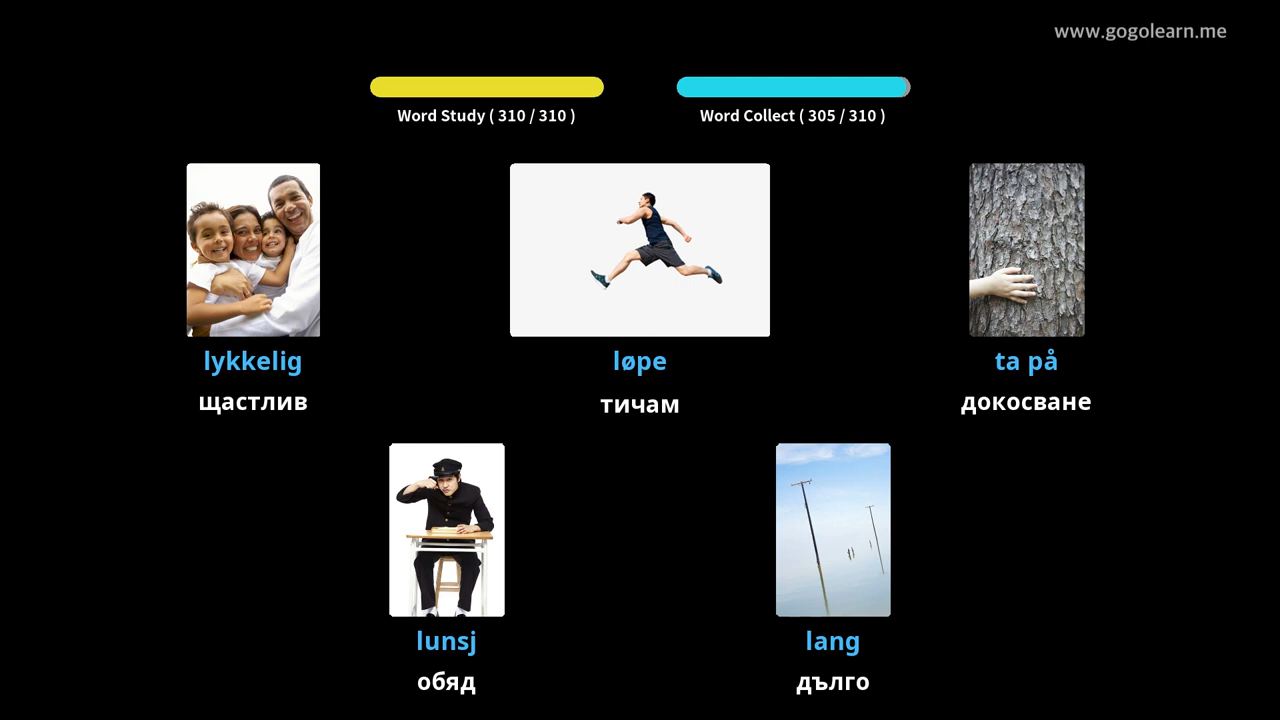 www.gogolearn.me
Word Study ( 310 / 310 )
Word Collect ( 305 / 310 )
lykkelig
щастлив
løpe
тичам
ta på
докосване
lunsj
обяд
lang
дълго